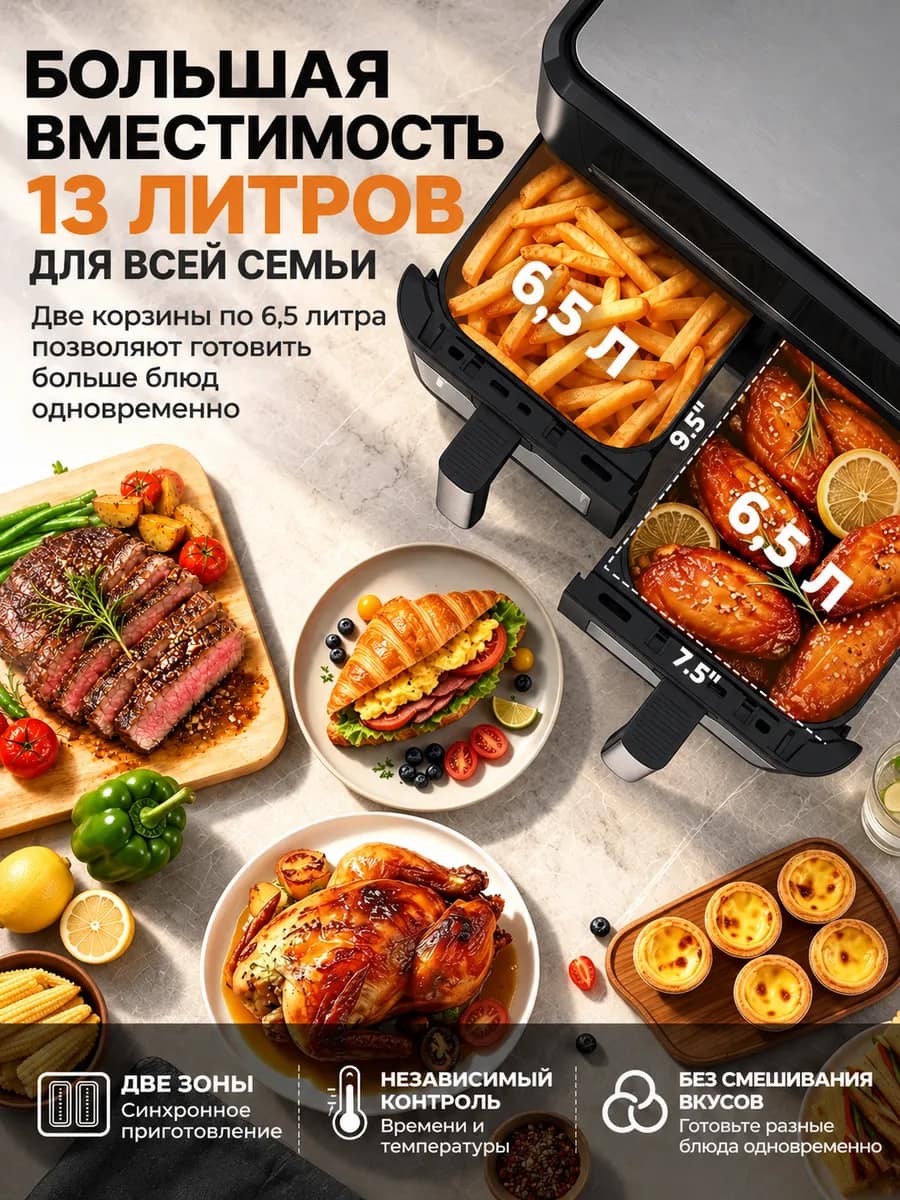 БОЛЬШАЯ
ВМЕСТИМОСТЬ
13 ЛИТРОВ
ДЛЯ ВСЕЙ СЕМЬИ
Две корзины по 6,5 литра
позволяют готовить
больше блюд
одновременно
6,5 Л
9.5"
6,5 Л
7.5"
ДВЕ ЗОНЫ
Синхронное
приготовление
НЕЗАВИСИМЫЙ
КОНТРОЛЬ
Времени и
температуры
БЕЗ СМЕШИВАНИЯ
ВКУСОВ
Готовьте разные
блюда одновременно